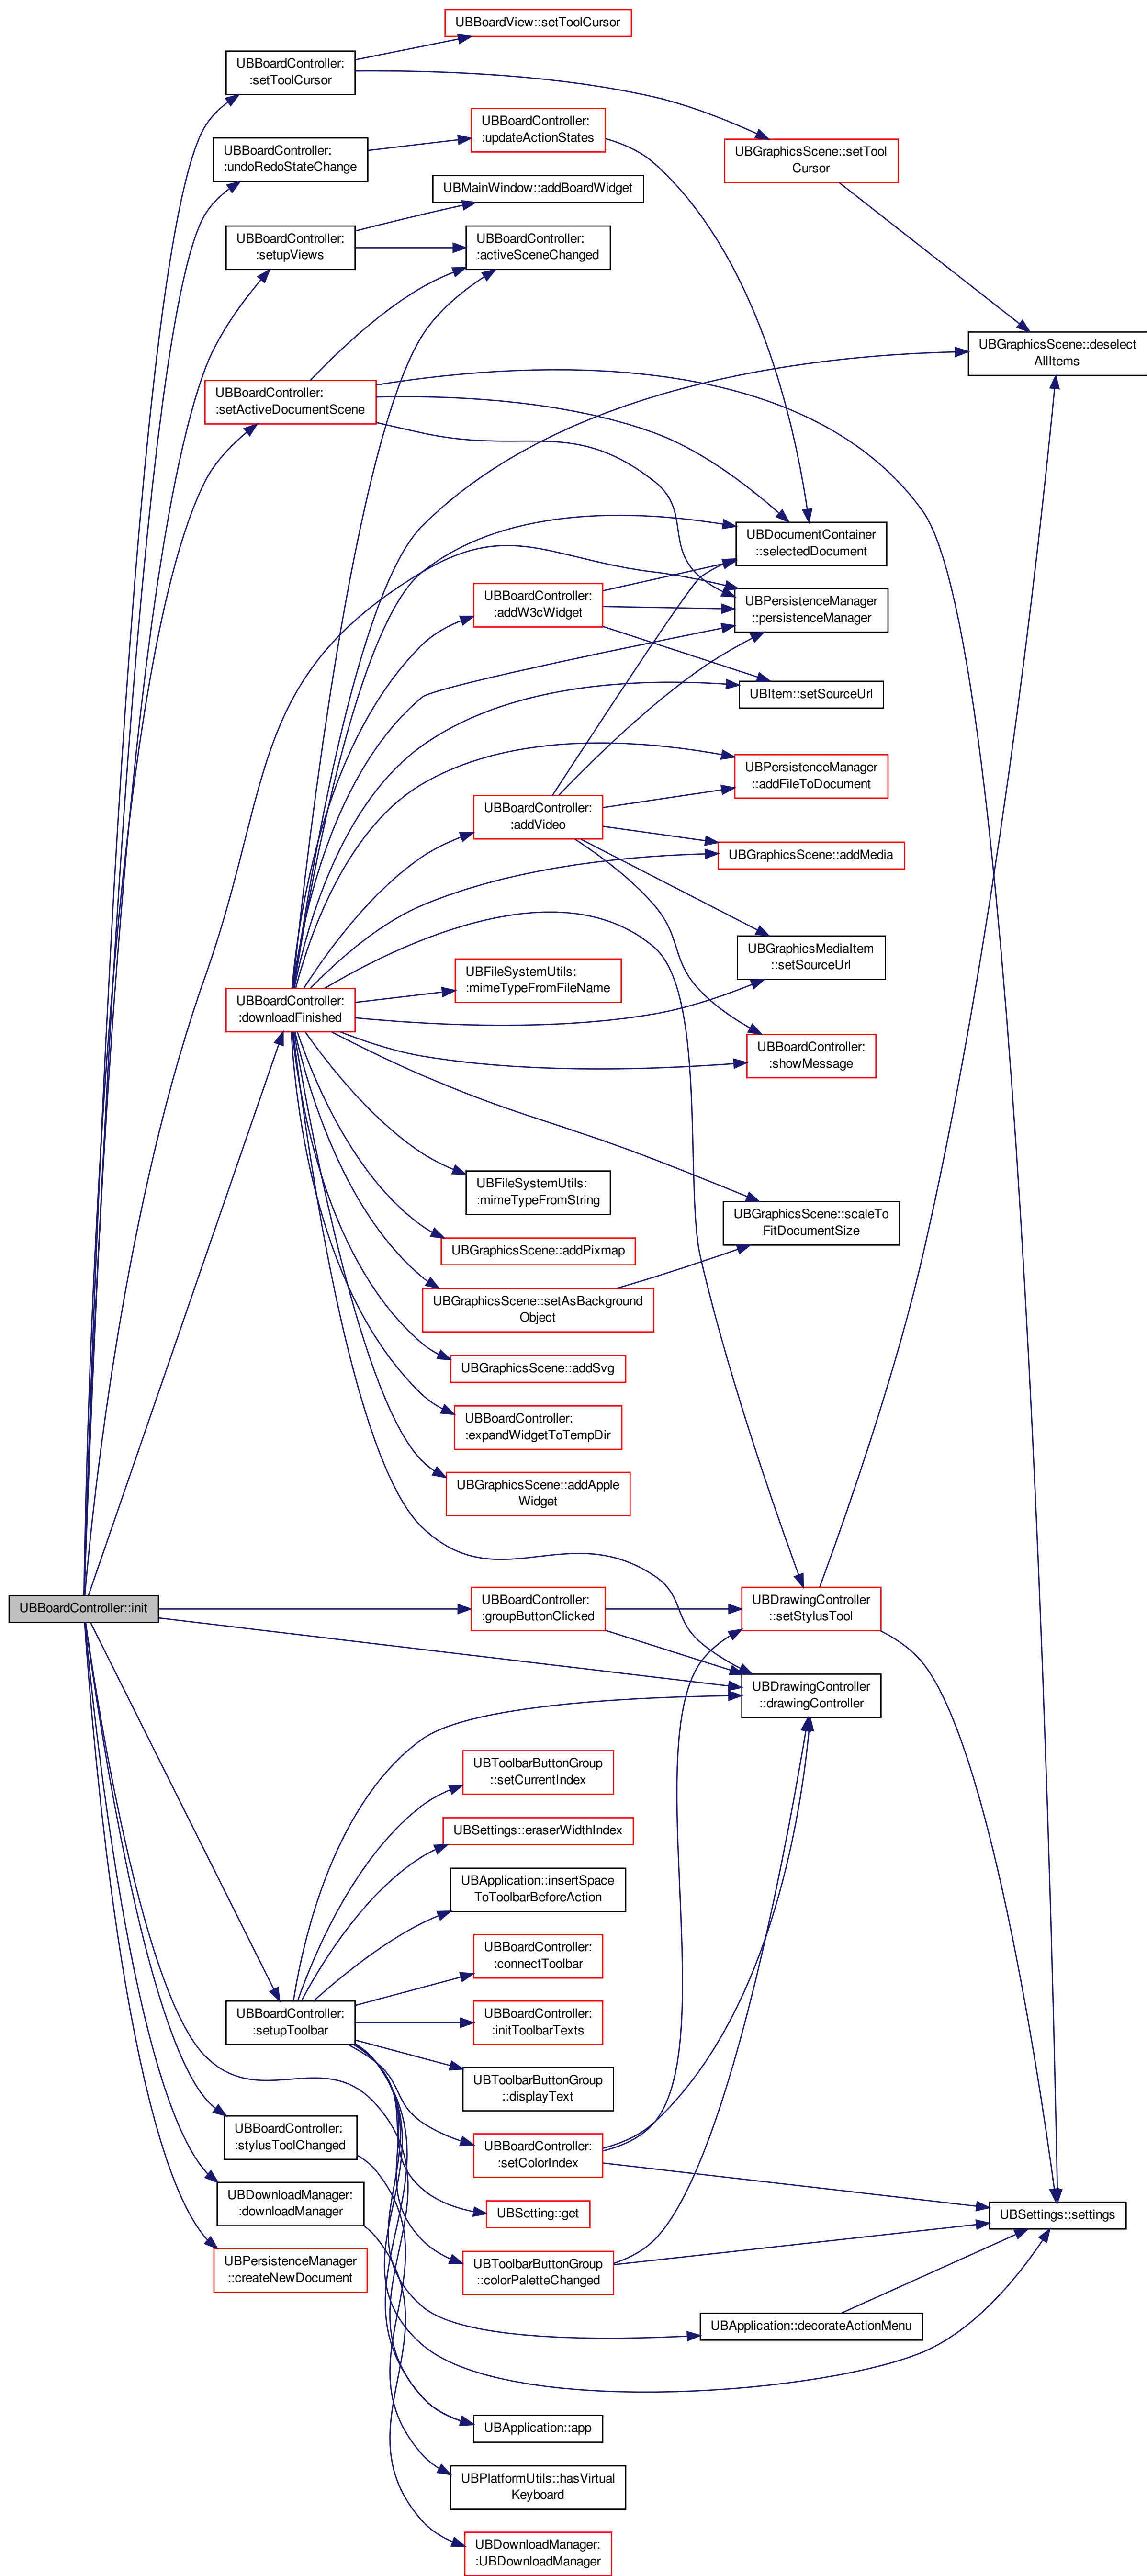 UBBoardView::setToolCursor
UBBoardController:
:setToolCursor
UBBoardController:
:updateActionStates
UBGraphicsScene::setTool
Cursor
UBBoardController:
:undoRedoStateChange
UBMainWindow::addBoardWidget
UBBoardController:
:setupViews
UBBoardController:
:activeSceneChanged
UBGraphicsScene::deselect
AllItems
UBBoardController:
:setActiveDocumentScene
UBDocumentContainer
::selectedDocument
UBBoardController:
:addW3cWidget
UBPersistenceManager
::persistenceManager
UBItem::setSourceUrl
UBPersistenceManager
::addFileToDocument
UBBoardController:
:addVideo
UBGraphicsScene::addMedia
UBGraphicsMediaItem
::setSourceUrl
UBFileSystemUtils:
:mimeTypeFromFileName
UBBoardController:
:downloadFinished
UBBoardController:
:showMessage
UBFileSystemUtils:
:mimeTypeFromString
UBGraphicsScene::scaleTo
FitDocumentSize
UBGraphicsScene::addPixmap
UBGraphicsScene::setAsBackground
Object
UBGraphicsScene::addSvg
UBBoardController:
:expandWidgetToTempDir
UBGraphicsScene::addApple
Widget
UBBoardController::init
UBBoardController:
:groupButtonClicked
UBDrawingController
::setStylusTool
UBDrawingController
::drawingController
UBToolbarButtonGroup
::setCurrentIndex
UBSettings::eraserWidthIndex
UBApplication::insertSpace
ToToolbarBeforeAction
UBBoardController:
:connectToolbar
UBBoardController:
:setupToolbar
UBBoardController:
:initToolbarTexts
UBToolbarButtonGroup
::displayText
UBBoardController:
:stylusToolChanged
UBBoardController:
:setColorIndex
UBDownloadManager:
:downloadManager
UBSetting::get
UBSettings::settings
UBPersistenceManager
::createNewDocument
UBToolbarButtonGroup
::colorPaletteChanged
UBApplication::decorateActionMenu
UBApplication::app
UBPlatformUtils::hasVirtual
Keyboard
UBDownloadManager:
:UBDownloadManager